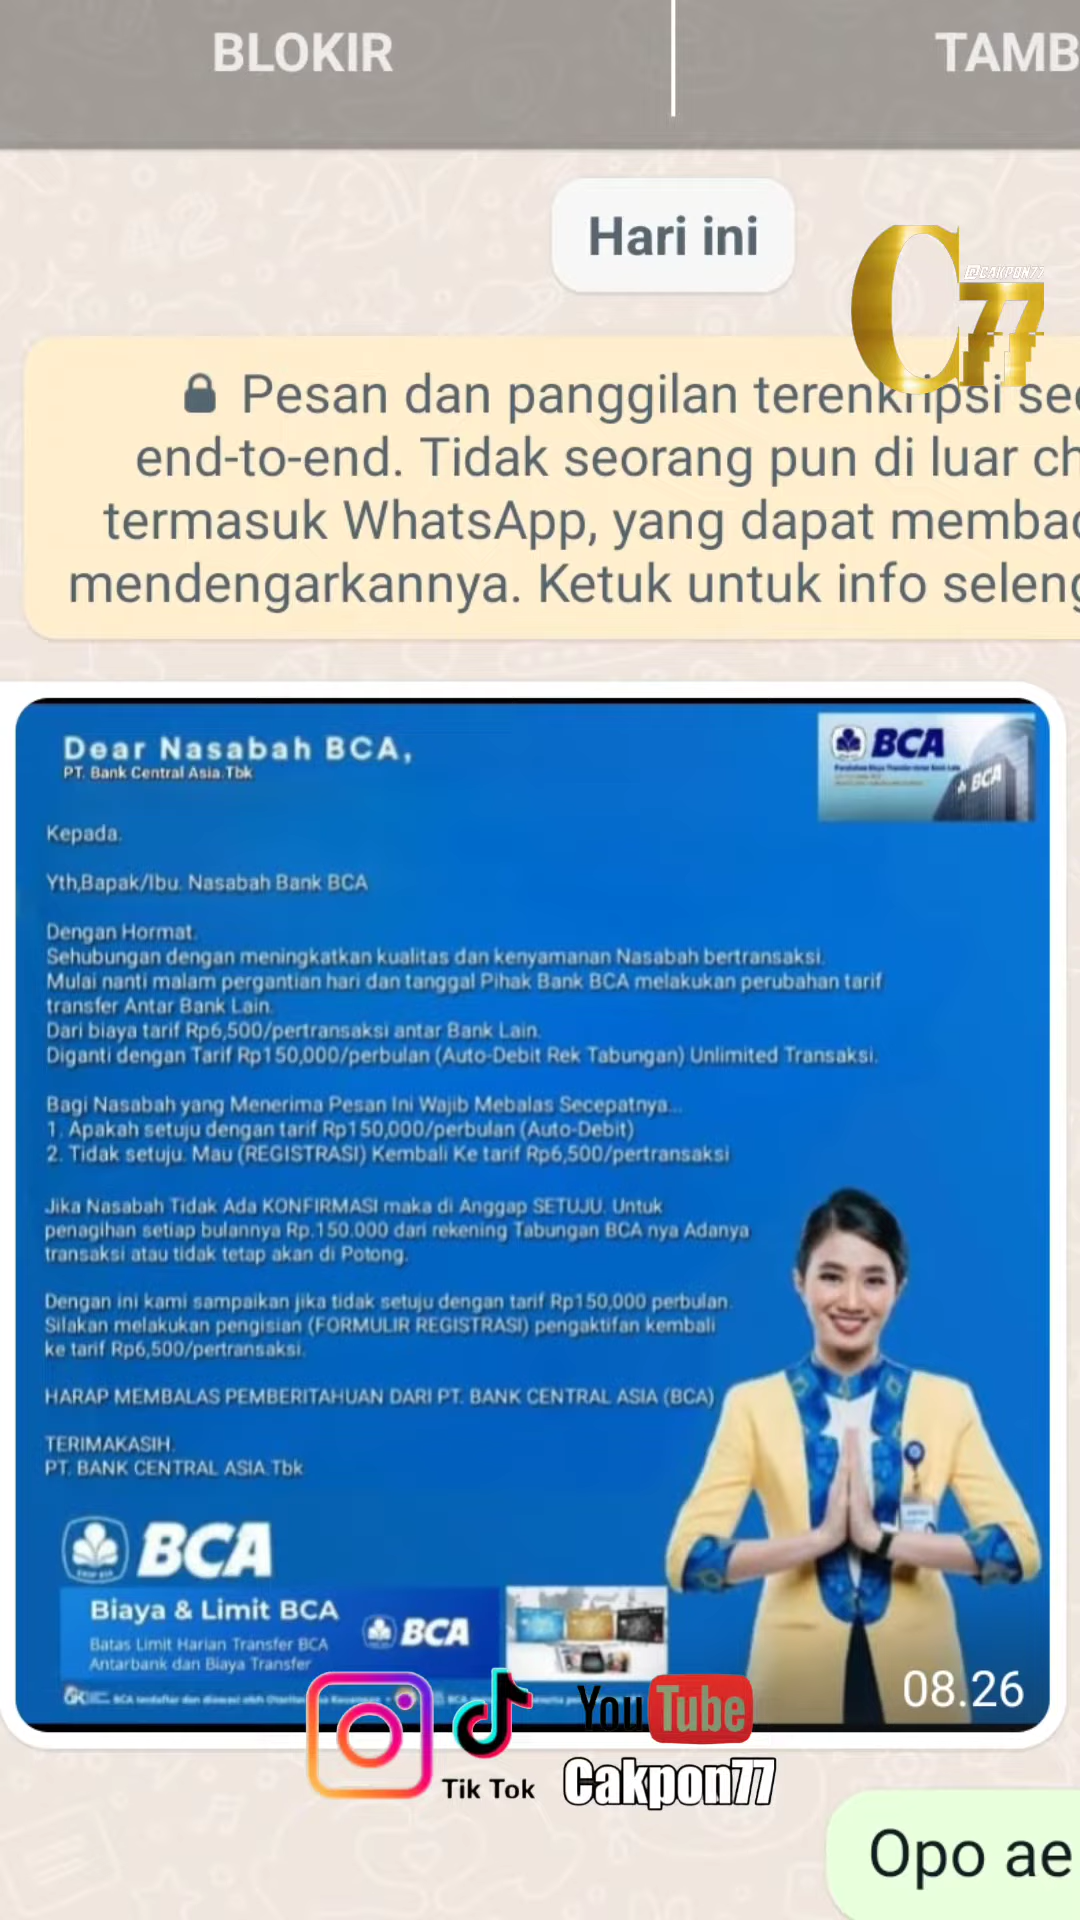 BLOKIR
TAMB
Hari ini
@CAKPON77
C77
Pesan dan panggilan terenkripsi sec
end-to-end. Tidak seorang pun di luar ch
termasuk WhatsApp, yang dapat membac
mendengarkannya. Ketuk untuk info seleng
Dear Nasabah BCA,
PT. Bank Central Asia.Tbk
BCA
BCA
Kepada.
Yth,Bapak/Ibu. Nasabah Bank BCA
Dengan Hormat.
Sehubungan dengan meningkatkan kualitas dan kenyamanan Nasabah bertransaksi.
Mulai nanti malam pergantian hari dan tanggal Pihak Bank BCA melakukan perubahan tarif
transfer Antar Bank Lain.
Dari biaya tarif Rp6,500/pertransaksi antar Bank Lain.
Diganti dengan Tarif Rp150,000/perbulan (Auto-Debit Rek Tabungan) Unlimited Transaksi.
Bagi Nasabah yang Menerima Pesan Ini Wajib Mebalas Secepatnya...
1. Apakah setuju dengan tarif Rp150,000/perbulan (Auto-Debit)
2. Tidak setuju. Mau (REGISTRASI) Kembali Ke tarif Rp6,500/pertransaksi
Jika Nasabah Tidak Ada KONFIRMASI maka di Anggap SETUJU. Untuk
penagihan setiap bulannya Rp.150.000 dari rekening Tabungan BCA nya Adanya
transaksi atau tidak tetap akan di Potong.
Dengan ini kami sampaikan jika tidak setuju dengan tarif Rp150,000 perbulan.
Silakan melakukan pengisian (FORMULIR REGISTRASI) pengaktifan kembali
ke tarif Rp6,500/pertransaksi.
HARAP MEMBALAS PEMBERITAHUAN DARI PT. BANK CENTRAL ASIA (BCA)
TERIMAKASIH.
PT. BANK CENTRAL ASIA.Tbk
BCA
Biaya & Limit BCA
Batas Limit Harian Transfer BCA
Antarbank dan Biaya Transfer
BCA
BCA terdaftar dan diawasi oleh
08.26
Tik Tok
YouTube
Cakpon77
Opo ae